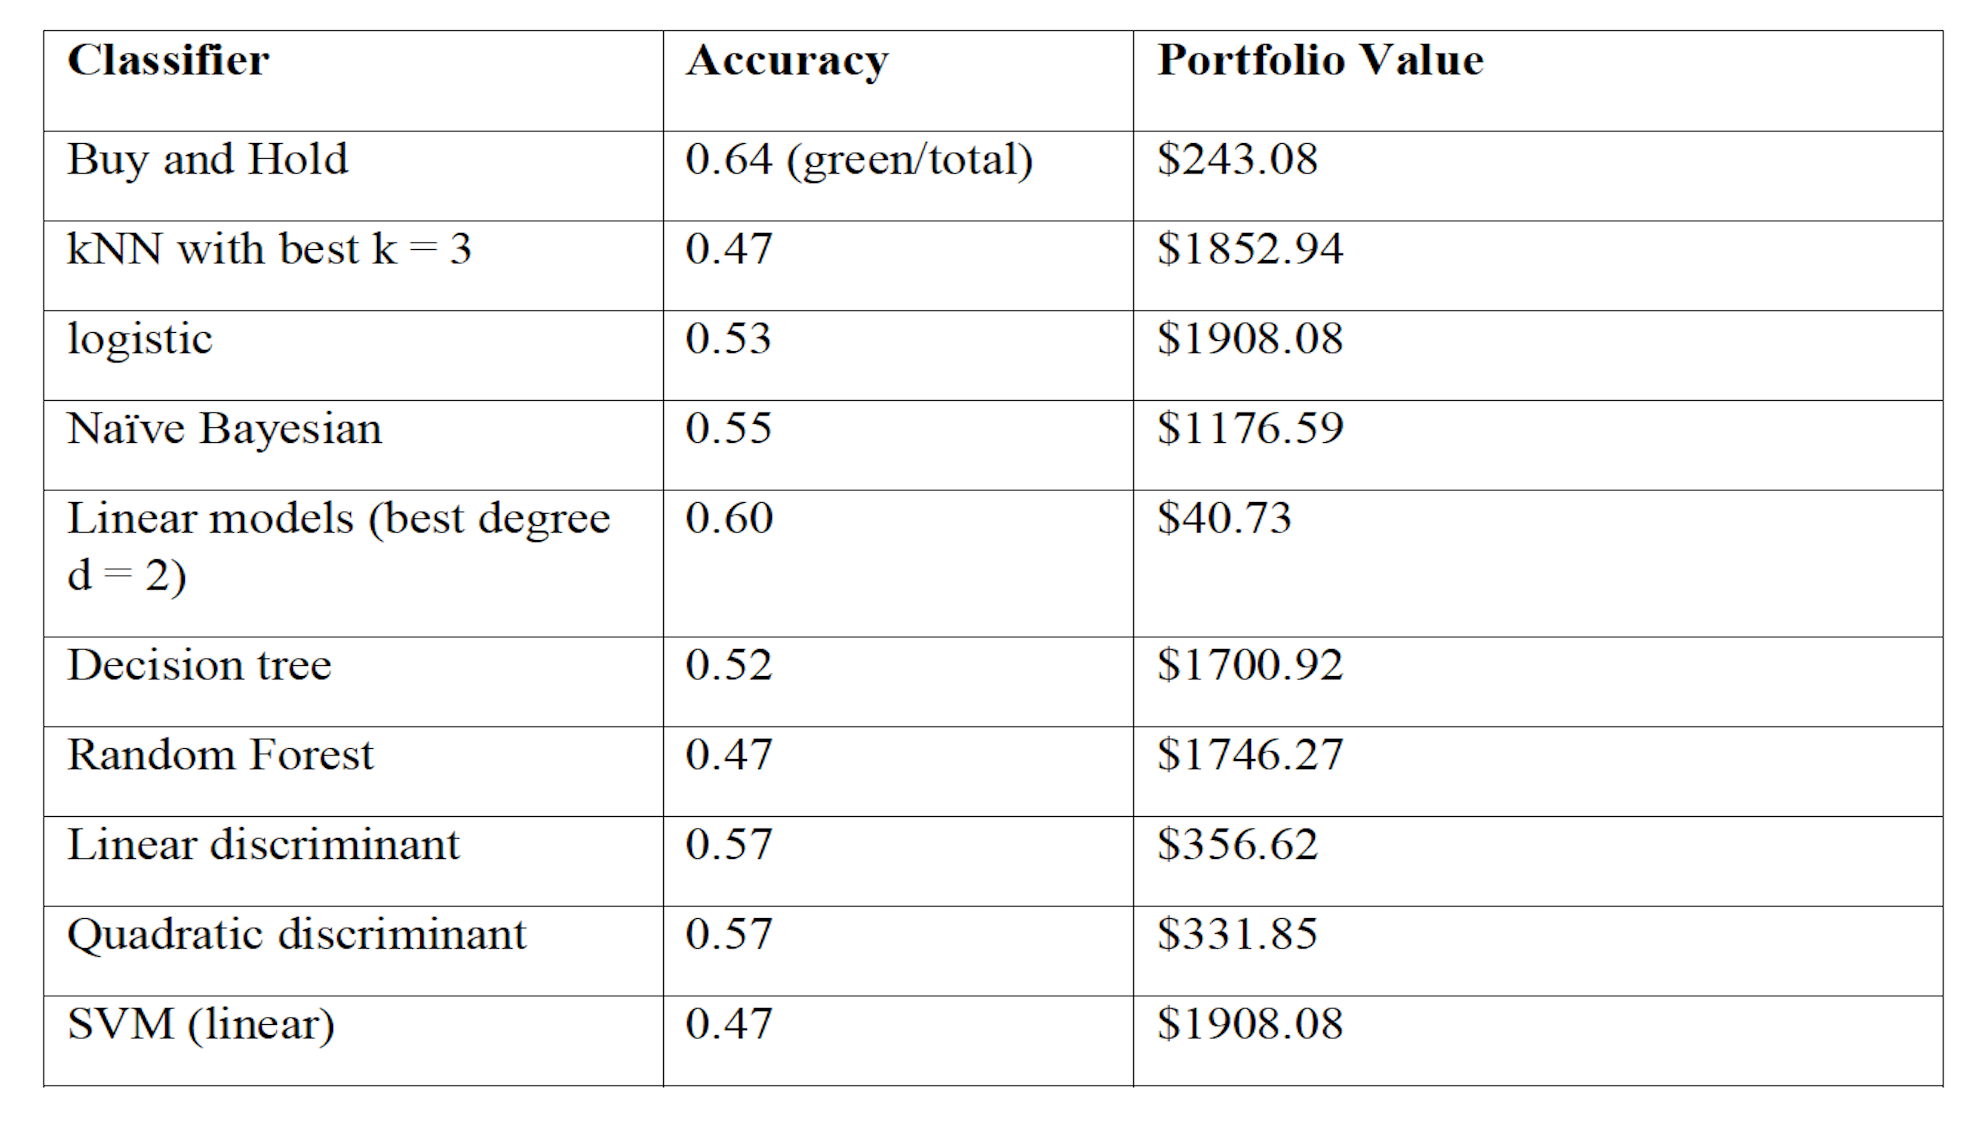 Classifier Accuracy Portfolio Value
Buy and Hold 0.64 (green/total) $243.08
kNN with best k = 3 0.47 $1852.94
logistic 0.53 $1908.08
Naïve Bayesian 0.55 $1176.59
Linear models (best degree 0.60 $40.73
d = 2)
Decision tree 0.52 $1700.92
Random Forest 0.47 $1746.27
Linear discriminant 0.57 $356.62
Quadratic discriminant 0.57 $331.85
SVM (linear) 0.47 $1908.08